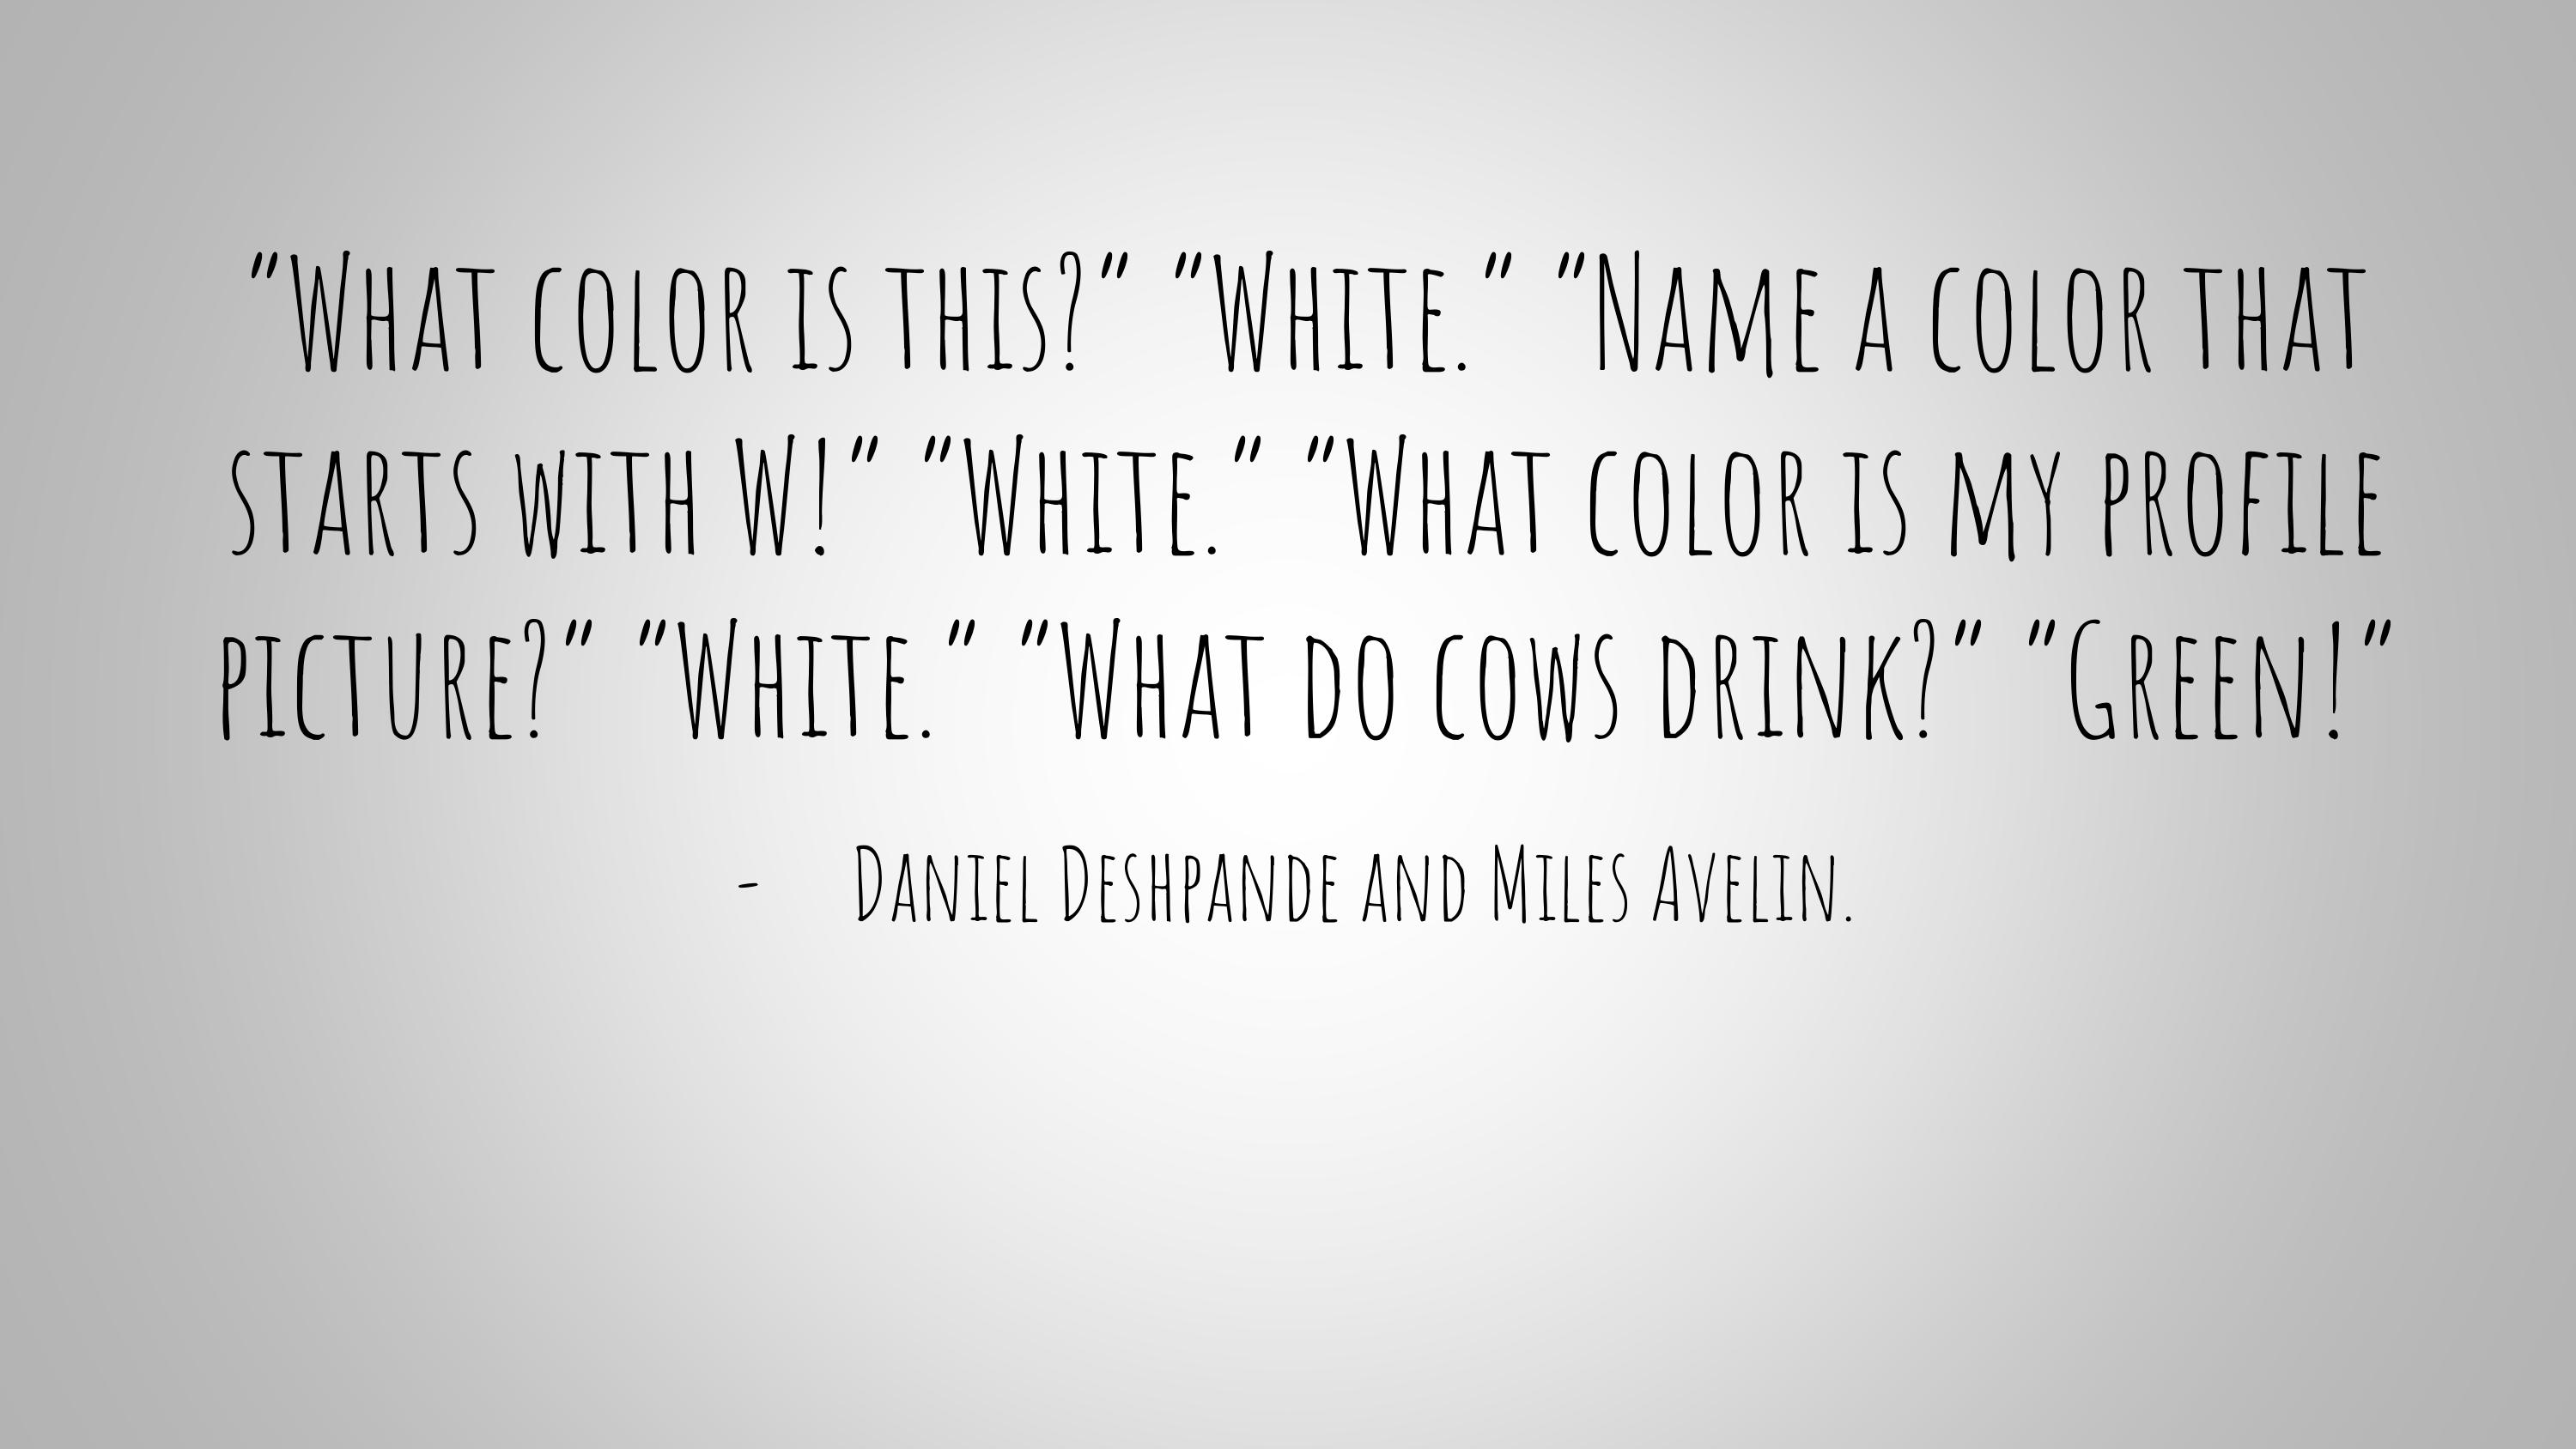 "What color is this?" "White." "Name a color that
starts with W!" "White." "What color is my profile
picture?" "White." "What do cows drink?" "Green!"
- Daniel Deshpande and Miles Avelin.